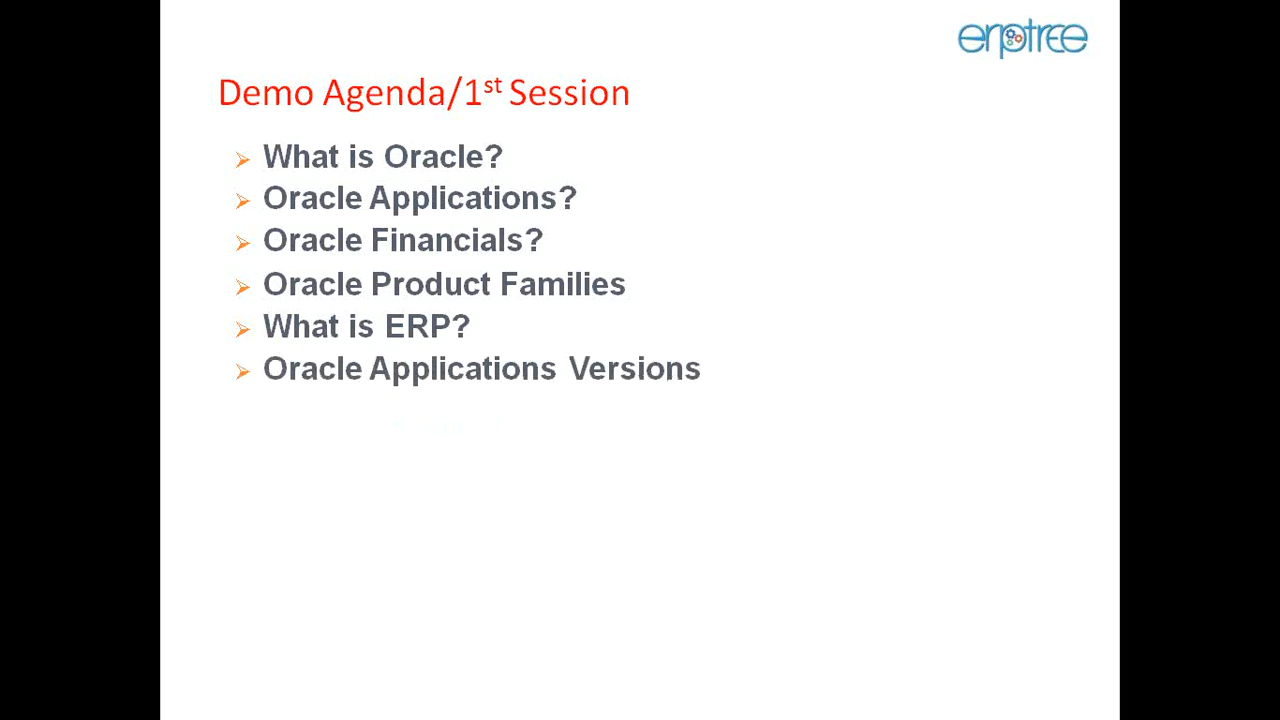 erptree
Demo Agenda/1st Session
What is Oracle?
Oracle Applications?
Oracle Financials?
Oracle Product Families
What is ERP?
Oracle Applications Versions